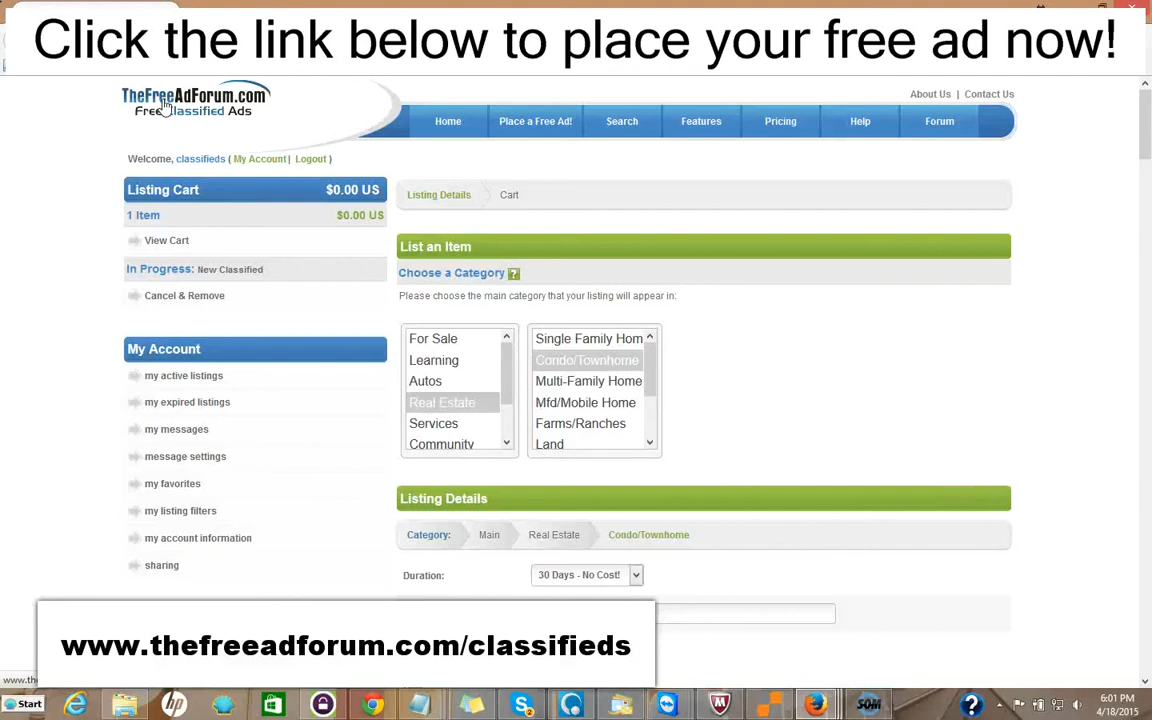 Click the link below to place your free ad now!
TheFreeAdForum.com
Free Classified Ads
About Us | Contact Us
Home
Place a Free Ad!
Search
Features
Pricing
Help
Forum
Welcome, classifieds ( My Account | Logout )
Listing Cart $0.00 US
1 Item $0.00 US
View Cart
In Progress: New Classified
Cancel & Remove
My Account
my active listings
my expired listings
my messages
message settings
my favorites
my listing filters
my account information
sharing
Listing Details
Cart
List an Item
Choose a Category ?
Please choose the main category that your listing will appear in:
For Sale
Learning
Autos
Real Estate
Services
Community
Single Family Hom
Condo/Townhome
Multi-Family Home
Mfd/Mobile Home
Farms/Ranches
Land
Listing Details
Category: Main Real Estate Condo/Townhome
Duration: 30 Days - No Cost!
www.thefreeadforum.com/classifieds
www.the
Start
6:01 PM
4/18/2015